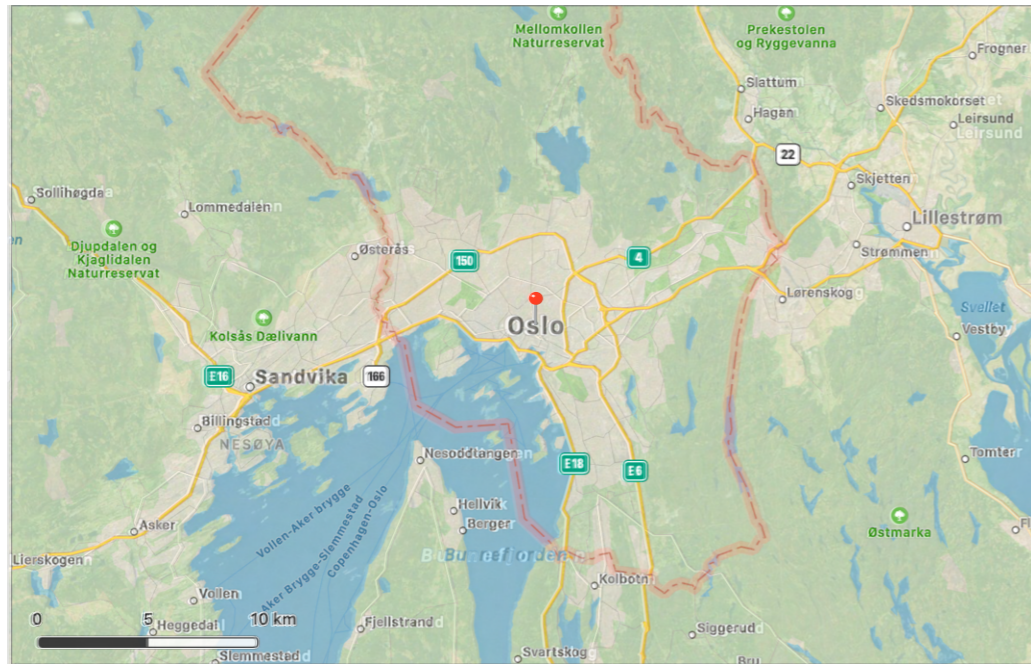 Mellomkollen
Naturreservat
Prekestolen
og Ryggevanna
Frogner
Slattum
Skedsmokorset
Hagan
Leirsund
22
Skjetten
Sollihøgda
Lommedalen
Lillestrøm
Djupdalen og
Kjaglidalen
Naturreservat
Østerås
150
4
Strømmen
Lørenskog
Svellet
Oslo
Kolsås Dælivann
Vestby
E16
Sandvika
166
Billingstad
NESØYA
Nesoddtangen
E18
E6
Tomter
Vollen-Aker brygge
Aker Brygge-Slemmestad
Copenhagen-Oslo
Hellvik
Berger
Asker
Østmarka
Lierskogen
Bunnefjorden
Kolbotn
Vollen
0 5 10 km
Heggedal
Fjellstrand
Siggerud
Slemmestad
Svartskog
Bru